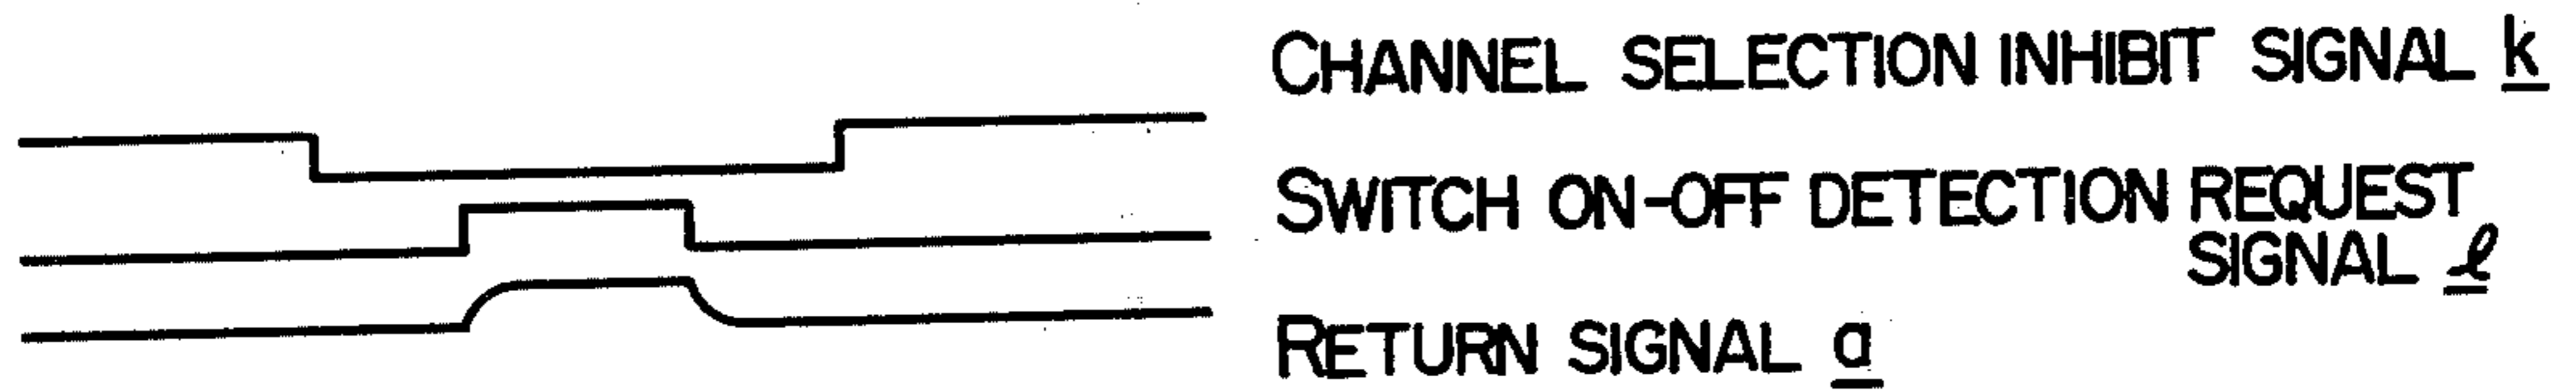 CHANNEL SELECTION INHIBIT SIGNAL k
SWITCH ON-OFF DETECTION REQUEST
SIGNAL ℓ
RETURN SIGNAL a